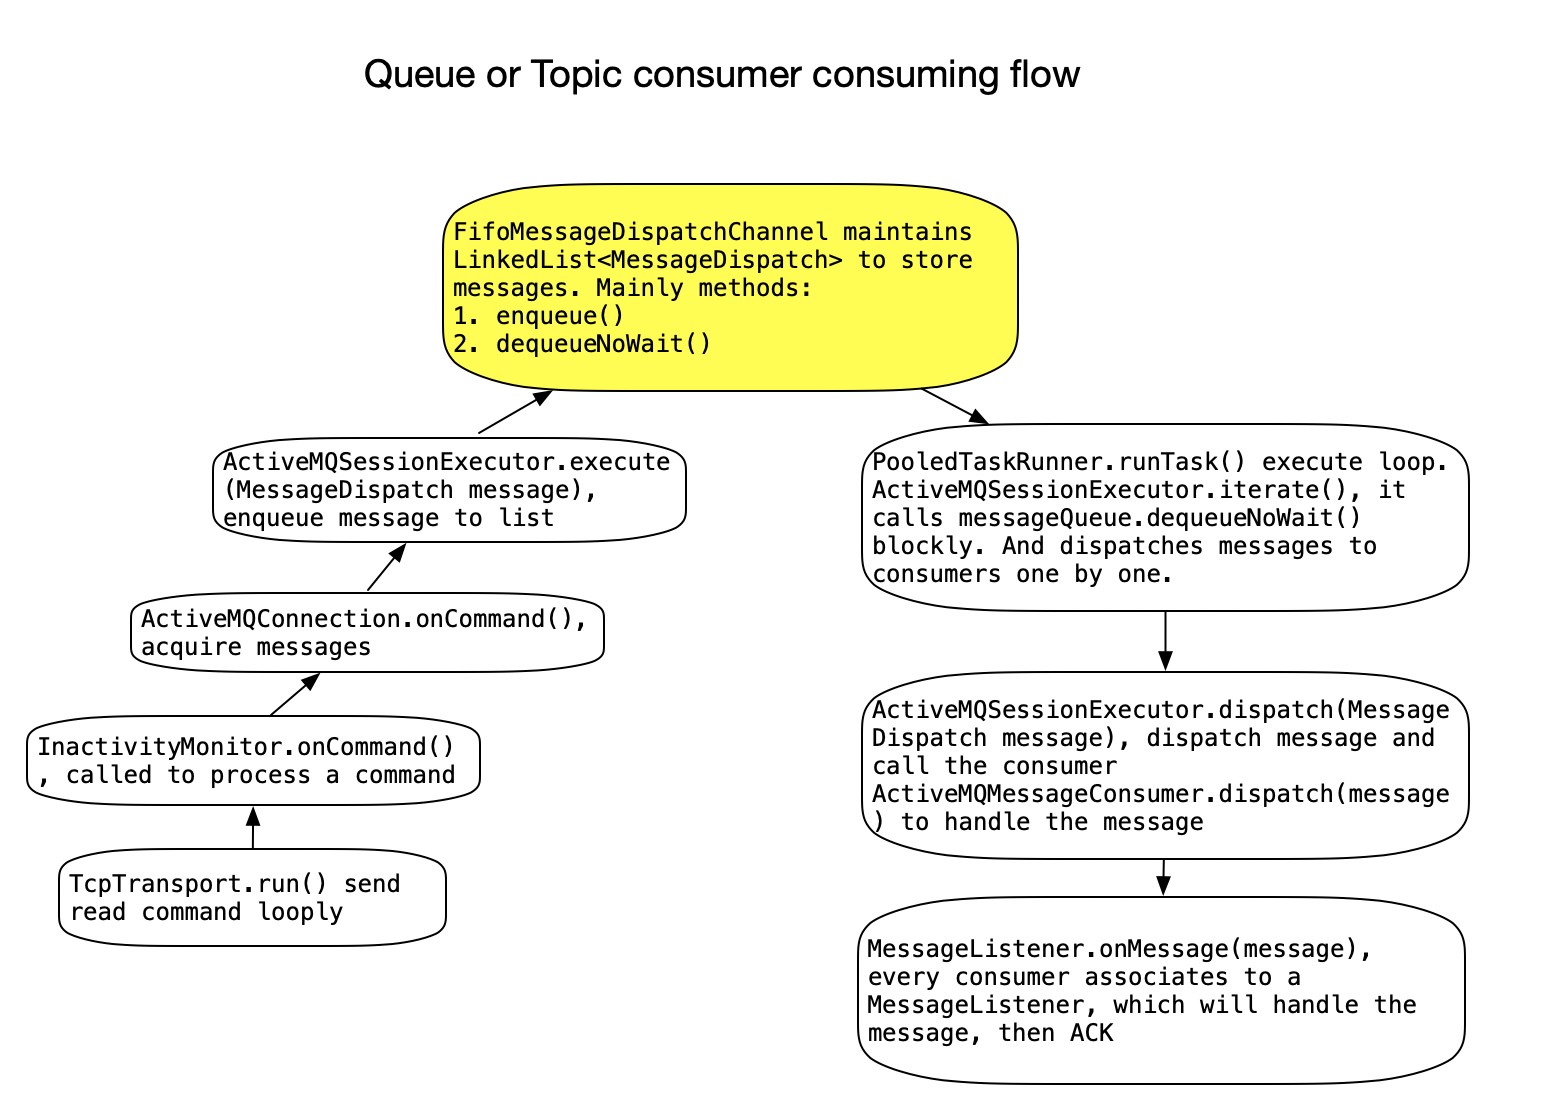 Queue or Topic consumer consuming flow
FifoMessageDispatchChannel maintains
LinkedList<MessageDispatch> to store
messages. Mainly methods:
1. enqueue()
2. dequeueNoWait()
ActiveMQSessionExecutor.execute
(MessageDispatch message),
enqueue message to list
ActiveMQConnection.onCommand(),
acquire messages
InactivityMonitor.onCommand()
, called to process a command
TcpTransport.run() send
read command looply
PooledTaskRunner.runTask() execute loop.
ActiveMQSessionExecutor.iterate(), it
calls messageQueue.dequeueNoWait()
blockly. And dispatches messages to
consumers one by one.
ActiveMQSessionExecutor.dispatch(Message
Dispatch message), dispatch message and
call the consumer
ActiveMQMessageConsumer.dispatch(message
) to handle the message
MessageListener.onMessage(message),
every consumer associates to a
MessageListener, which will handle the
message, then ACK